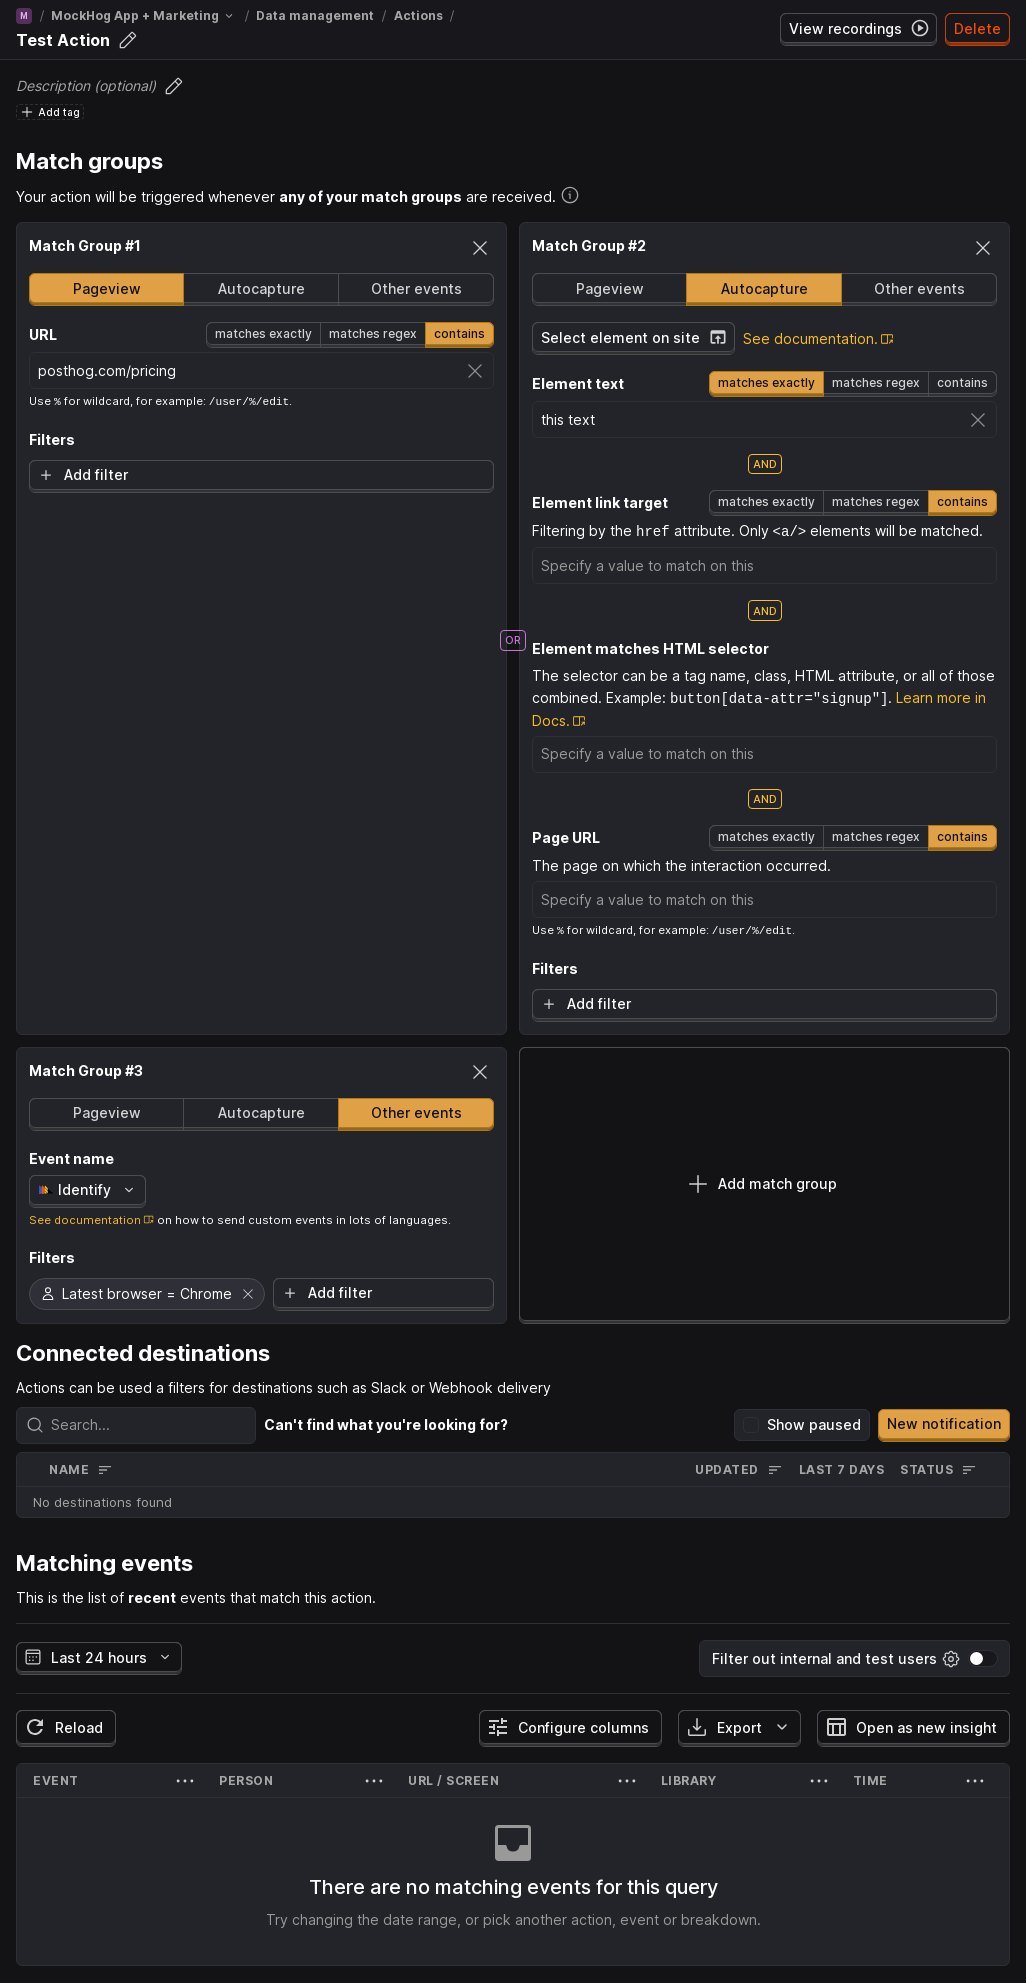 M / MockHog App + Marketing / Data management / Actions /
Test Action
View recordings
Delete
Description (optional)
Add tag
Match groups
Your action will be triggered whenever any of your match groups are received.
Match Group #1
Pageview Autocapture Other events
URL matches exactly matches regex contains
posthog.com/pricing
Use % for wildcard, for example: /user/%/edit.
Filters
Add filter
OR
Match Group #2
Pageview Autocapture Other events
Select element on site See documentation.
Element text matches exactly matches regex contains
this text
AND
Element link target matches exactly matches regex contains
Filtering by the href attribute. Only <a/> elements will be matched.
Specify a value to match on this
AND
Element matches HTML selector
The selector can be a tag name, class, HTML attribute, or all of those
combined. Example: button[data-attr="signup"]. Learn more in
Docs.
Specify a value to match on this
AND
Page URL matches exactly matches regex contains
The page on which the interaction occurred.
Specify a value to match on this
Use % for wildcard, for example: /user/%/edit.
Filters
Add filter
Match Group #3
Pageview Autocapture Other events
Event name
Identify
See documentation on how to send custom events in lots of languages.
Filters
Latest browser = Chrome Add filter
Add match group
Connected destinations
Actions can be used a filters for destinations such as Slack or Webhook delivery
Search... Can't find what you're looking for? Show paused New notification
NAME UPDATED LAST 7 DAYS STATUS
No destinations found
Matching events
This is the list of recent events that match this action.
Last 24 hours Filter out internal and test users
Reload Configure columns Export Open as new insight
EVENT PERSON URL / SCREEN LIBRARY TIME
There are no matching events for this query
Try changing the date range, or pick another action, event or breakdown.